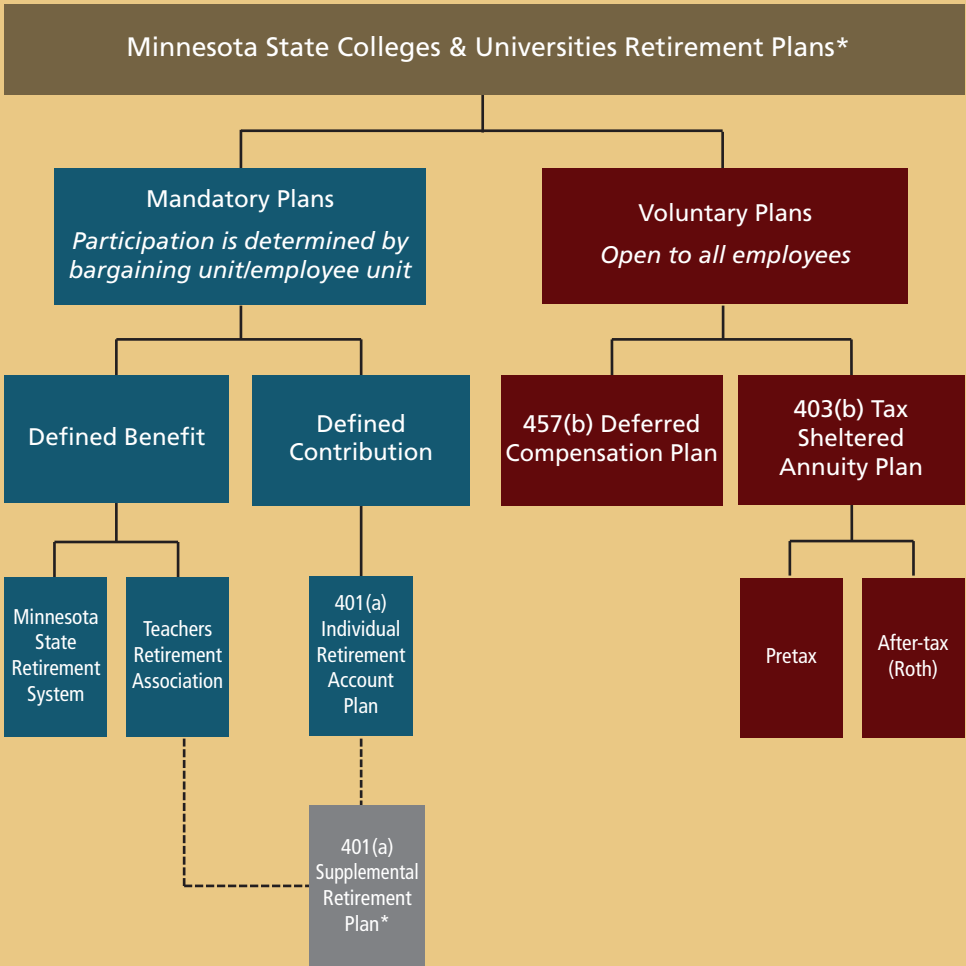 Minnesota State Colleges & Universities Retirement Plans*
Mandatory Plans
Participation is determined by
bargaining unit/employee unit
Voluntary Plans
Open to all employees
Defined Benefit
Defined
Contribution
457(b) Deferred
Compensation Plan
403(b) Tax
Sheltered
Annuity Plan
Minnesota
State
Retirement
System
Teachers
Retirement
Association
401(a)
Individual
Retirement
Account
Plan
Pretax
After-tax
(Roth)
401(a)
Supplemental
Retirement
Plan*